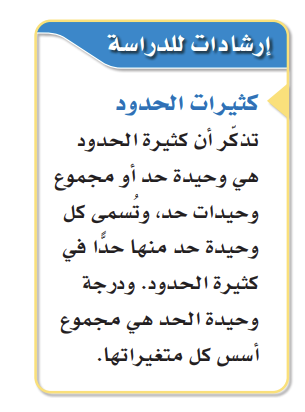 إرشادات للدراسة
كثيرات الحدود
تذكّر أن كثيرة الحدود
هي وحيدة حد أو مجموع
وحيدات حد، وتُسمى كل
وحيدة حد منها حدًّا في
كثيرة الحدود. ودرجة
وحيدة الحد هي مجموع
أسس كل متغيراتها.